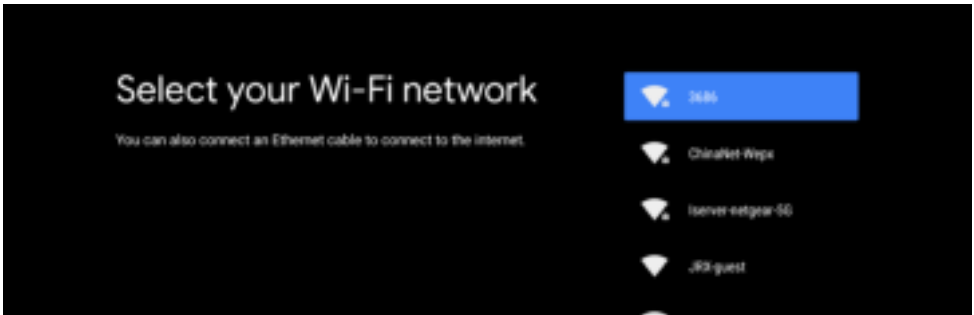 Select your Wi-Fi network
You can also connect an Ethernet cable to connect to the internet.
3686
ChinaNet-Wepx
Iserver-netgear-5G
JRX-guest